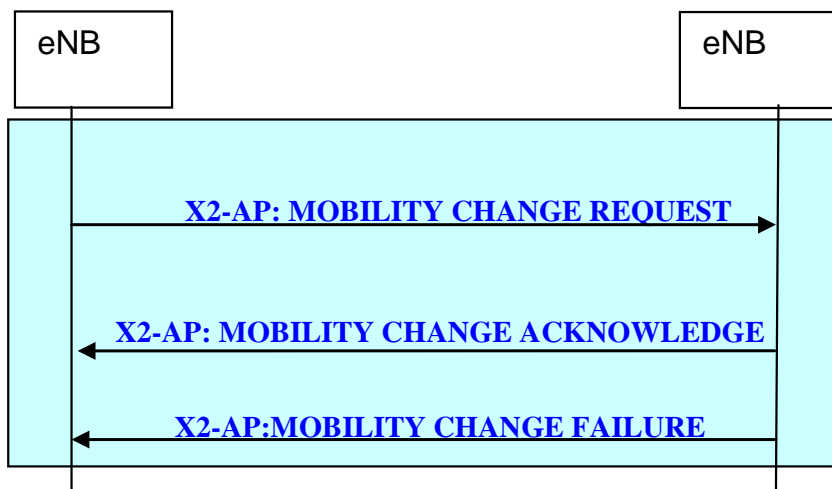 eNB
eNB
X2-AP: MOBILITY CHANGE REQUEST
X2-AP: MOBILITY CHANGE ACKNOWLEDGE
X2-AP:MOBILITY CHANGE FAILURE